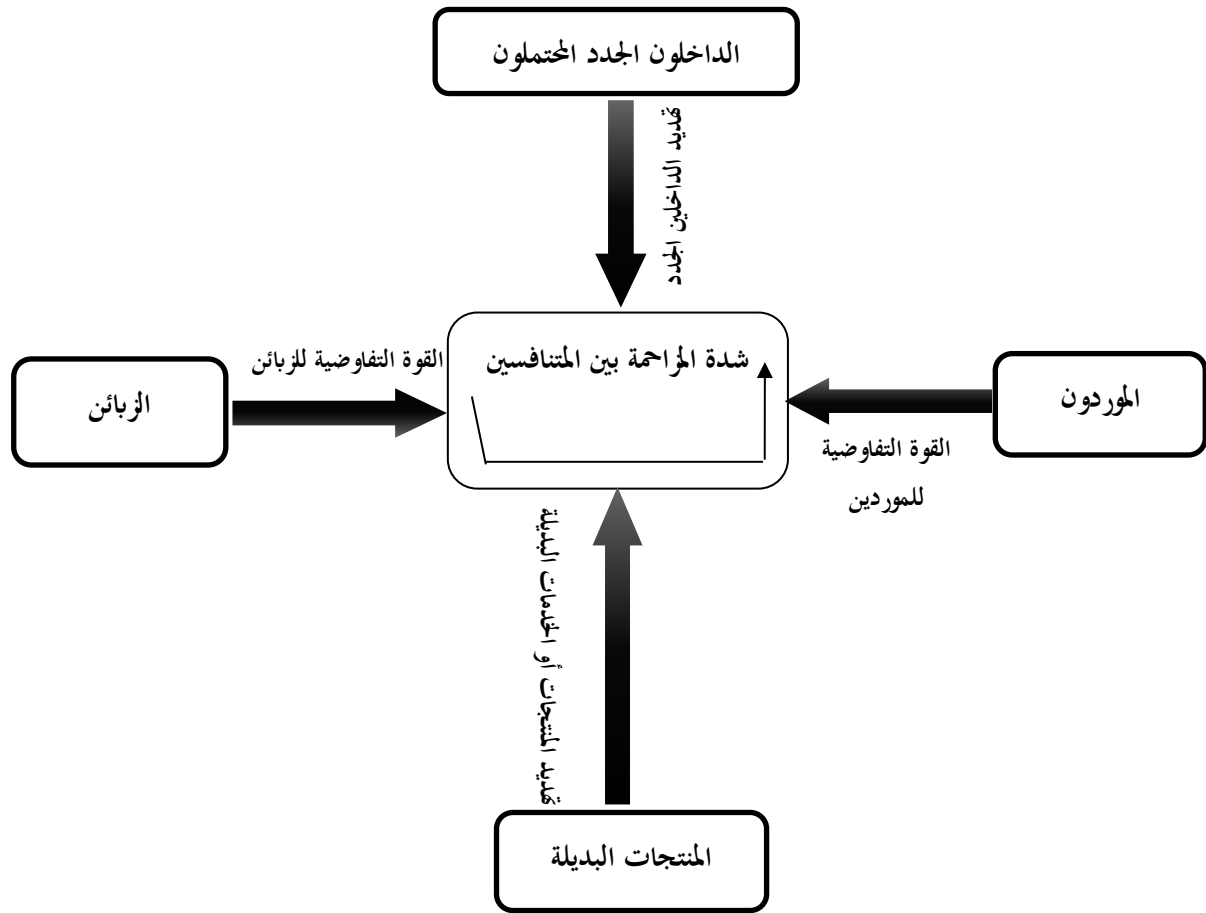 الداخلون الجدد المحتملون
تهديد الداخلين الجدد
شدة المزاحمة بين المتنافسين
القوة التفاوضية للزبائن
الموردون
الزبائن
القوة التفاوضية
للموردين
تهديد المنتجات أو الخدمات البديلة
المنتجات البديلة